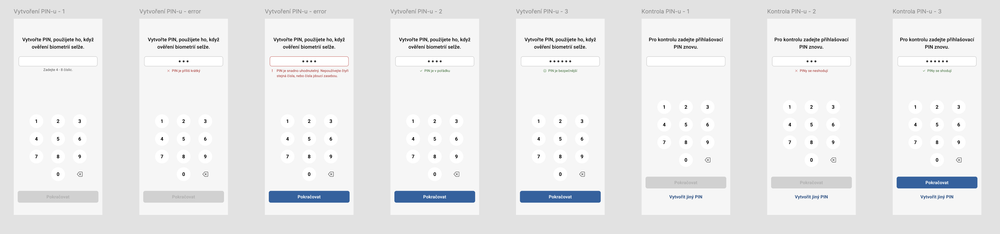 Vytvoření PIN-u - 1
Vytvořte PIN, použijete ho, když
ověření biometrií selže.
Zadejte 4 - 8 číslic.
1 2 3
4 5 6
7 8 9
0
Pokračovat
Vytvoření PIN-u - error
Vytvořte PIN, použijete ho, když
ověření biometrií selže.
PIN je příliš krátký
1 2 3
4 5 6
7 8 9
0
Pokračovat
Vytvoření PIN-u - error
Vytvořte PIN, použijete ho, když
ověření biometrií selže.
! PIN je snadno uhodnutelný. Nepoužívejte čtyři
stejná čísla, nebo čísla jdoucí zasebou.
1 2 3
4 5 6
7 8 9
0
Pokračovat
Vytvoření PIN-u - 2
Vytvořte PIN, použijete ho, když
ověření biometrií selže.
PIN je v pořádku
1 2 3
4 5 6
7 8 9
0
Pokračovat
Vytvoření PIN-u - 3
Vytvořte PIN, použijete ho, když
ověření biometrií selže.
PIN je bezpečnější
1 2 3
4 5 6
7 8 9
0
Pokračovat
Kontrola PIN-u - 1
Pro kontrolu zadejte přihlašovací
PIN znovu.
1 2 3
4 5 6
7 8 9
0
Pokračovat
Vytvořit jiný PIN
Kontrola PIN-u - 2
Pro kontrolu zadejte přihlašovací
PIN znovu.
PINy se neshodují
1 2 3
4 5 6
7 8 9
0
Pokračovat
Vytvořit jiný PIN
Kontrola PIN-u - 3
Pro kontrolu zadejte přihlašovací
PIN znovu.
PINy se shodují
1 2 3
4 5 6
7 8 9
0
Pokračovat
Vytvořit jiný PIN